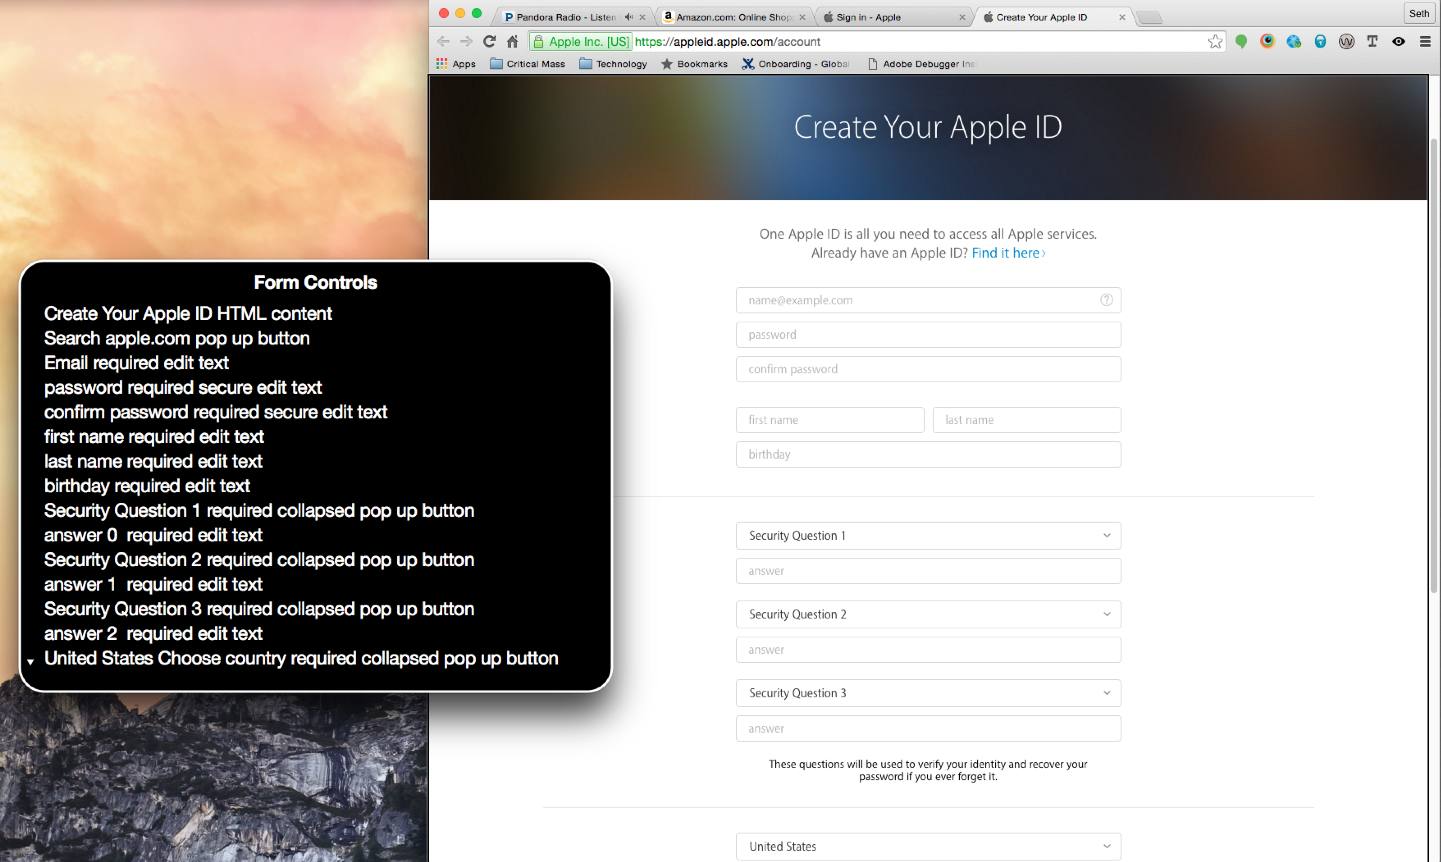 Pandora Radio - Listen
Amazon.com: Online Shop
Sign in - Apple
Create Your Apple ID
Seth
Apple Inc. [US] https://appleid.apple.com/account
Apps
Critical Mass
Technology
Bookmarks
Onboarding - Global
Adobe Debugger Ins
Create Your Apple ID
One Apple ID is all you need to access all Apple services.
Already have an Apple ID? Find it here ›
name@example.com
password
confirm password
first name
last name
birthday
Security Question 1
answer
Security Question 2
answer
Security Question 3
answer
These questions will be used to verify your identity and recover your
password if you ever forget it.
United States
Form Controls
Create Your Apple ID HTML content
Search apple.com pop up button
Email required edit text
password required secure edit text
confirm password required secure edit text
first name required edit text
last name required edit text
birthday required edit text
Security Question 1 required collapsed pop up button
answer 0 required edit text
Security Question 2 required collapsed pop up button
answer 1 required edit text
Security Question 3 required collapsed pop up button
answer 2 required edit text
United States Choose country required collapsed pop up button